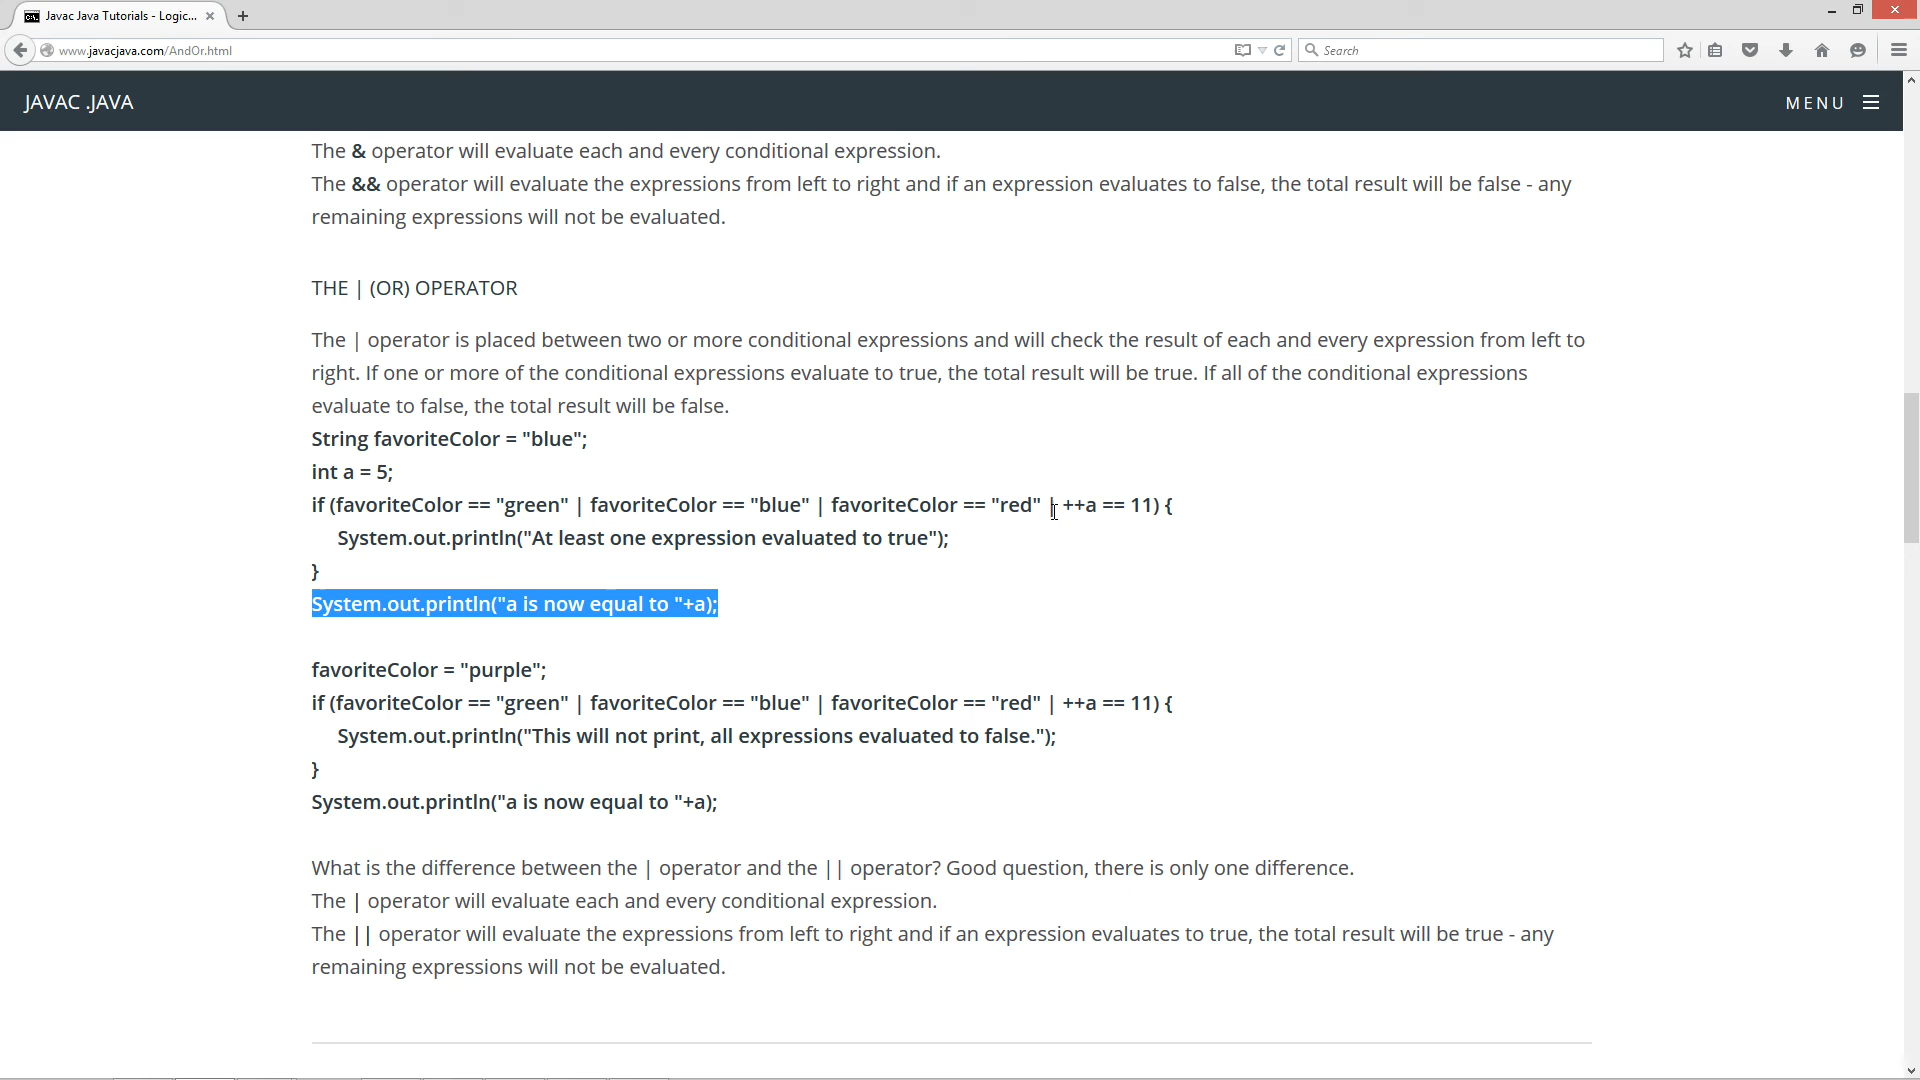 Javac Java Tutorials - Logic...
www.javacjava.com/AndOr.html
Search
JAVAC .JAVA
MENU
The & operator will evaluate each and every conditional expression.
The && operator will evaluate the expressions from left to right and if an expression evaluates to false, the total result will be false - any
remaining expressions will not be evaluated.
THE | (OR) OPERATOR
The | operator is placed between two or more conditional expressions and will check the result of each and every expression from left to
right. If one or more of the conditional expressions evaluate to true, the total result will be true. If all of the conditional expressions
evaluate to false, the total result will be false.
String favoriteColor = "blue";
int a = 5;
if (favoriteColor == "green" | favoriteColor == "blue" | favoriteColor == "red" | ++a == 11) {
System.out.println("At least one expression evaluated to true");
}
System.out.println("a is now equal to "+a);
favoriteColor = "purple";
if (favoriteColor == "green" | favoriteColor == "blue" | favoriteColor == "red" | ++a == 11) {
System.out.println("This will not print, all expressions evaluated to false.");
}
System.out.println("a is now equal to "+a);
What is the difference between the | operator and the || operator? Good question, there is only one difference.
The | operator will evaluate each and every conditional expression.
The || operator will evaluate the expressions from left to right and if an expression evaluates to true, the total result will be true - any
remaining expressions will not be evaluated.